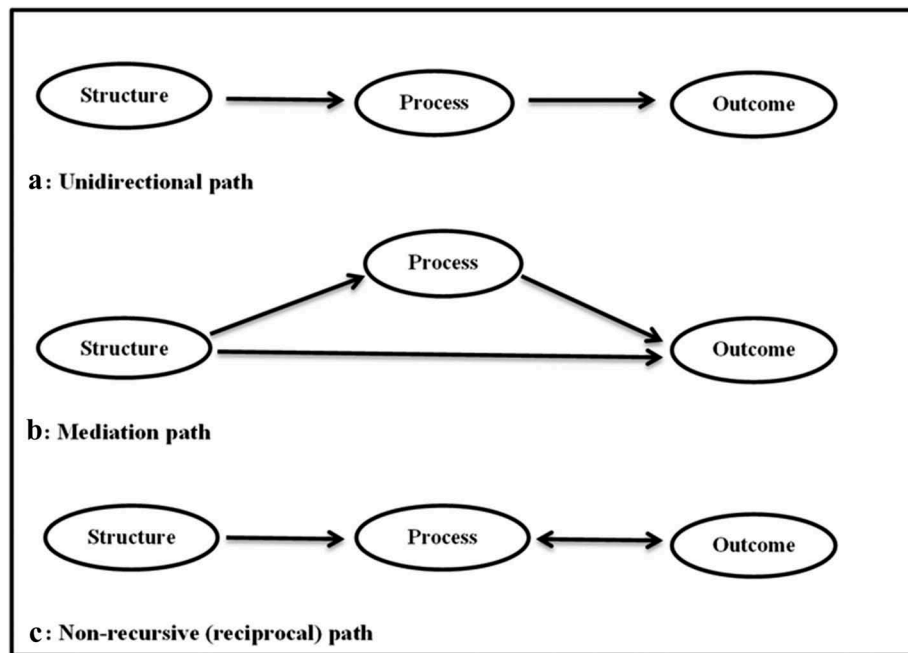 Structure
Process
Outcome
a: Unidirectional path
Process
Structure
Outcome
b: Mediation path
Structure
Process
Outcome
c: Non-recursive (reciprocal) path